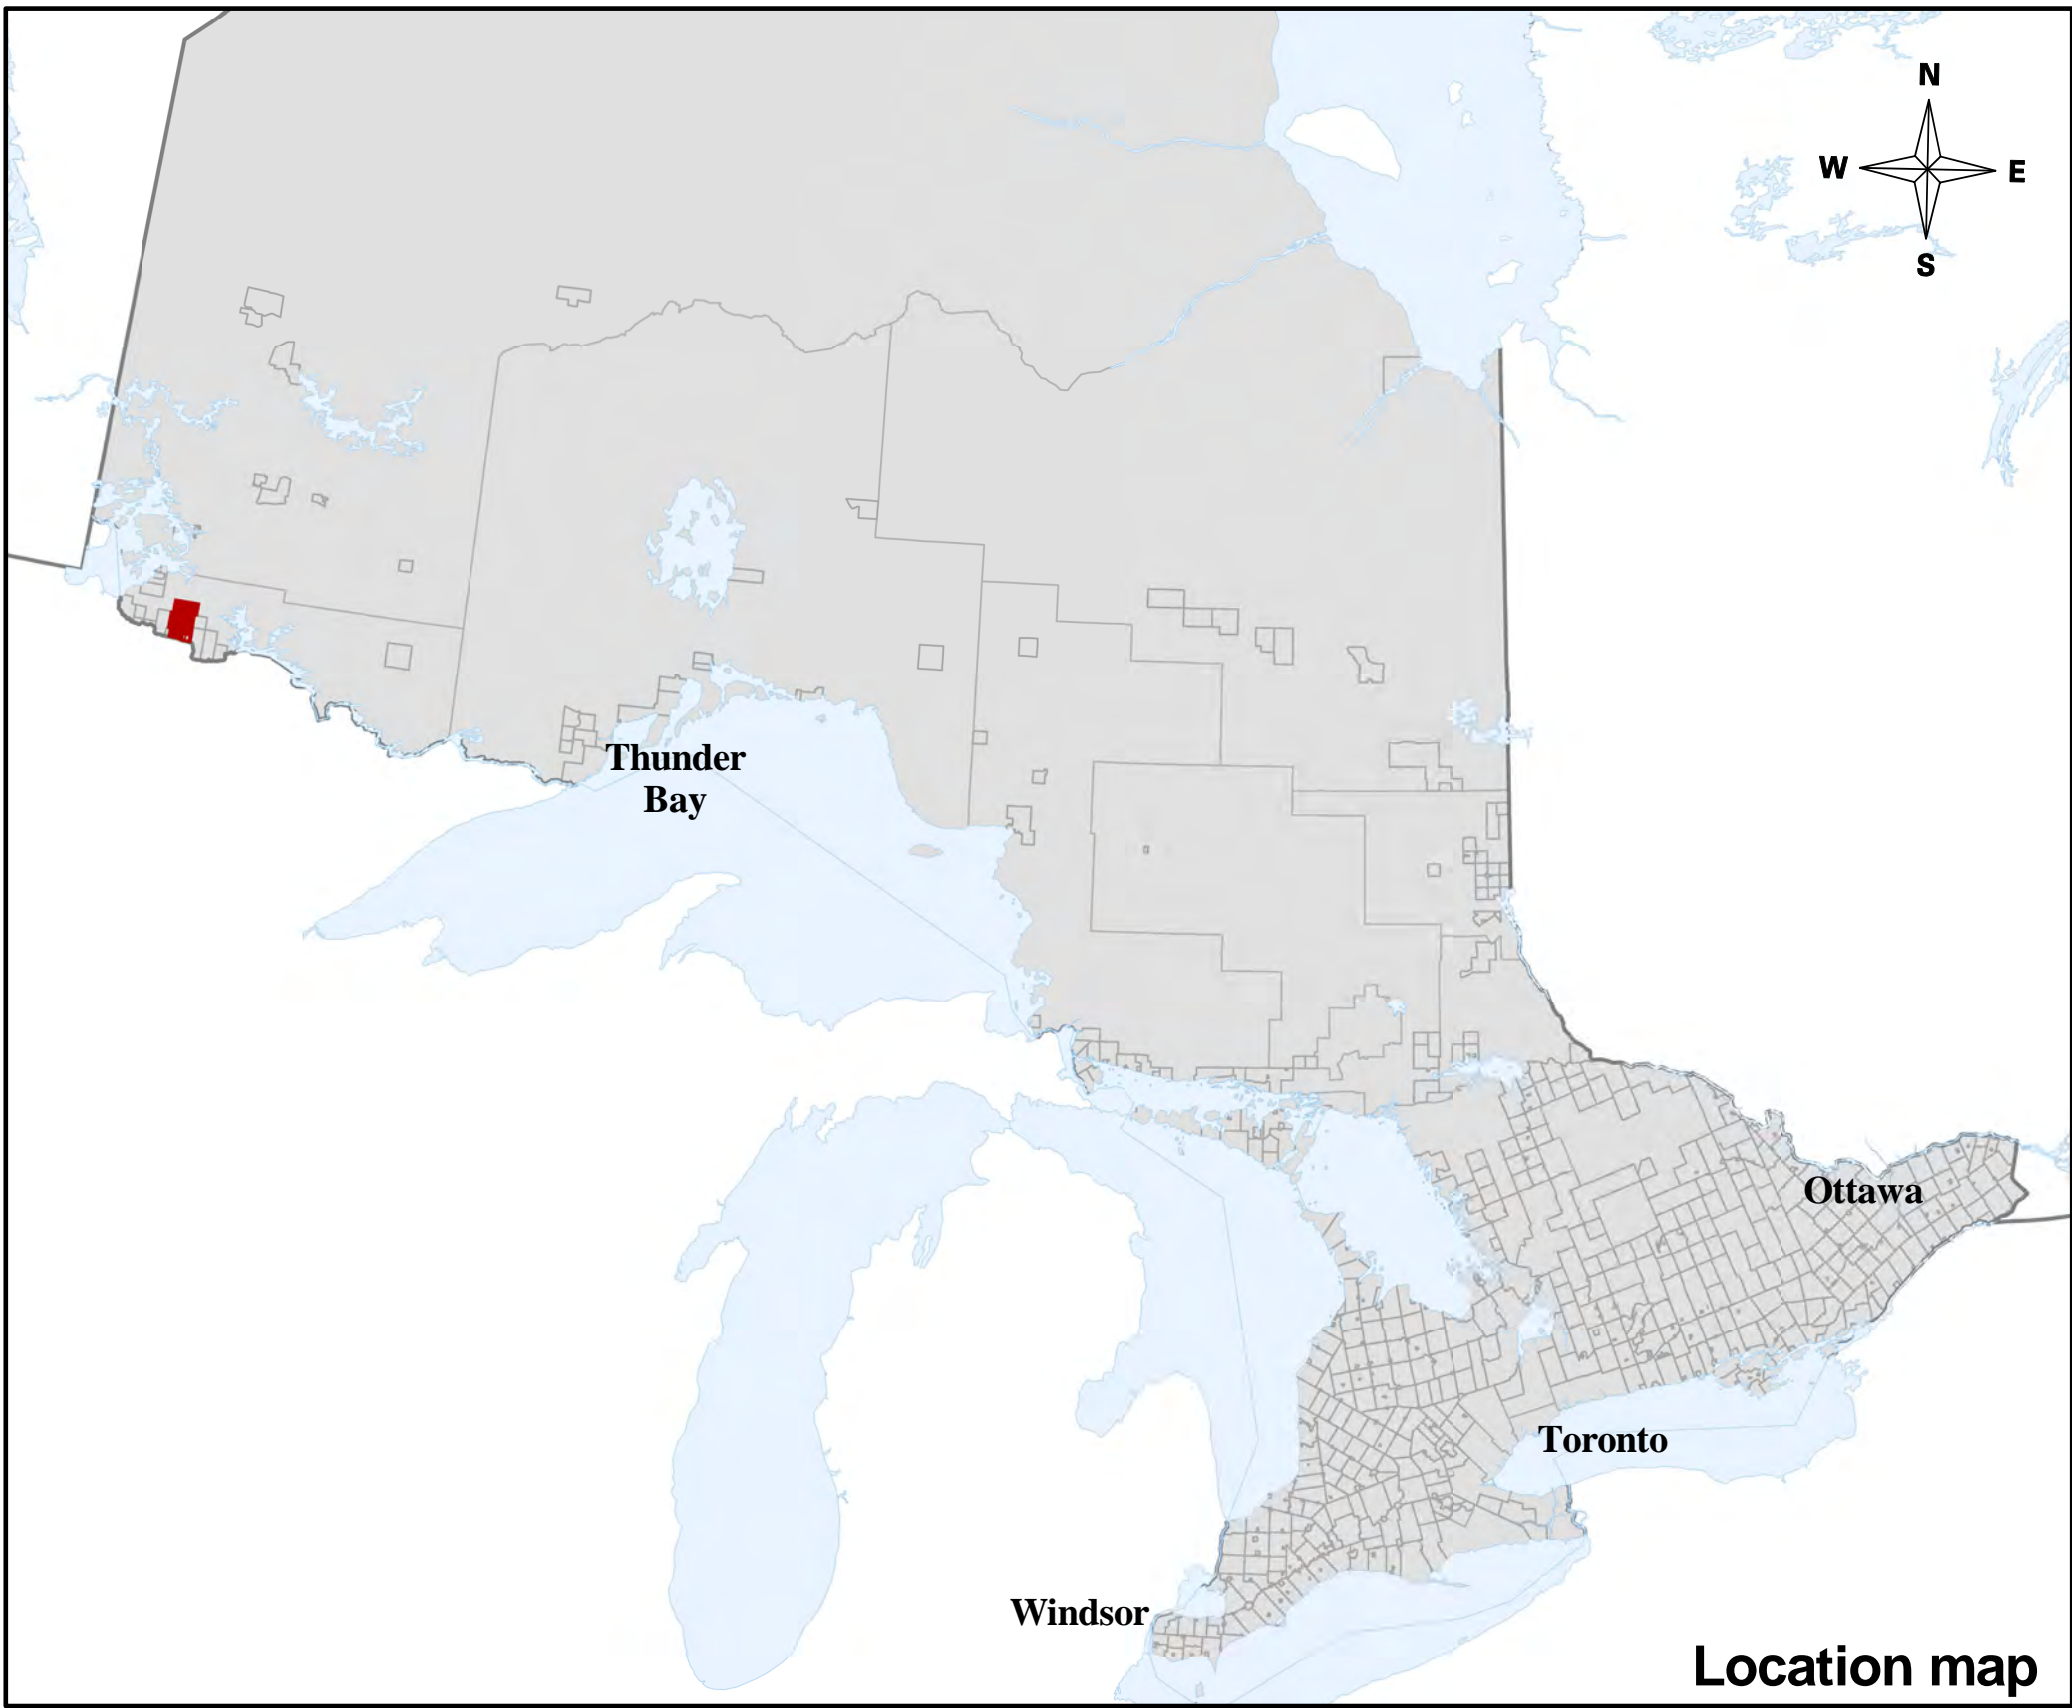 N
W
E
S
Thunder
Bay
Ottawa
Toronto
Windsor
Location map